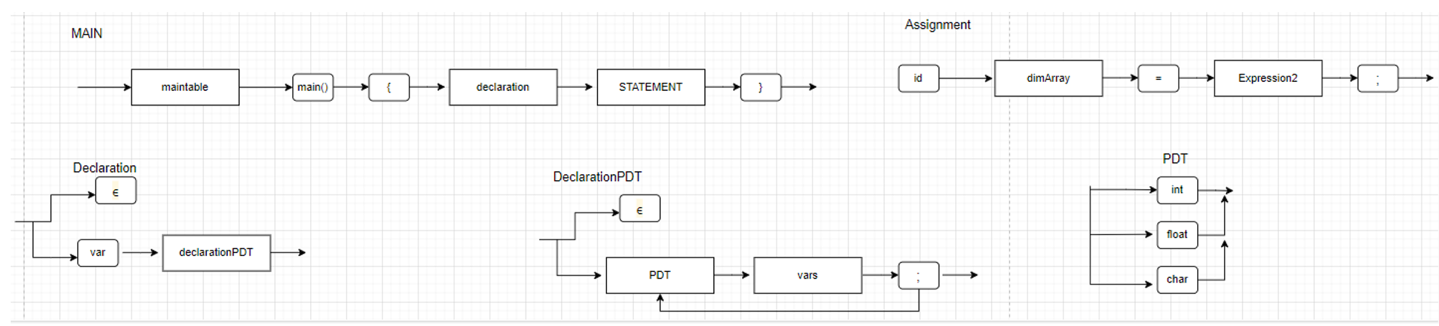 MAIN
maintable main() { declaration STATEMENT }
Assignment
id dimArray = Expression2 ;
Declaration
ϵ
var declarationPDT
DeclarationPDT
ϵ
PDT vars ;
PDT
int
float
char